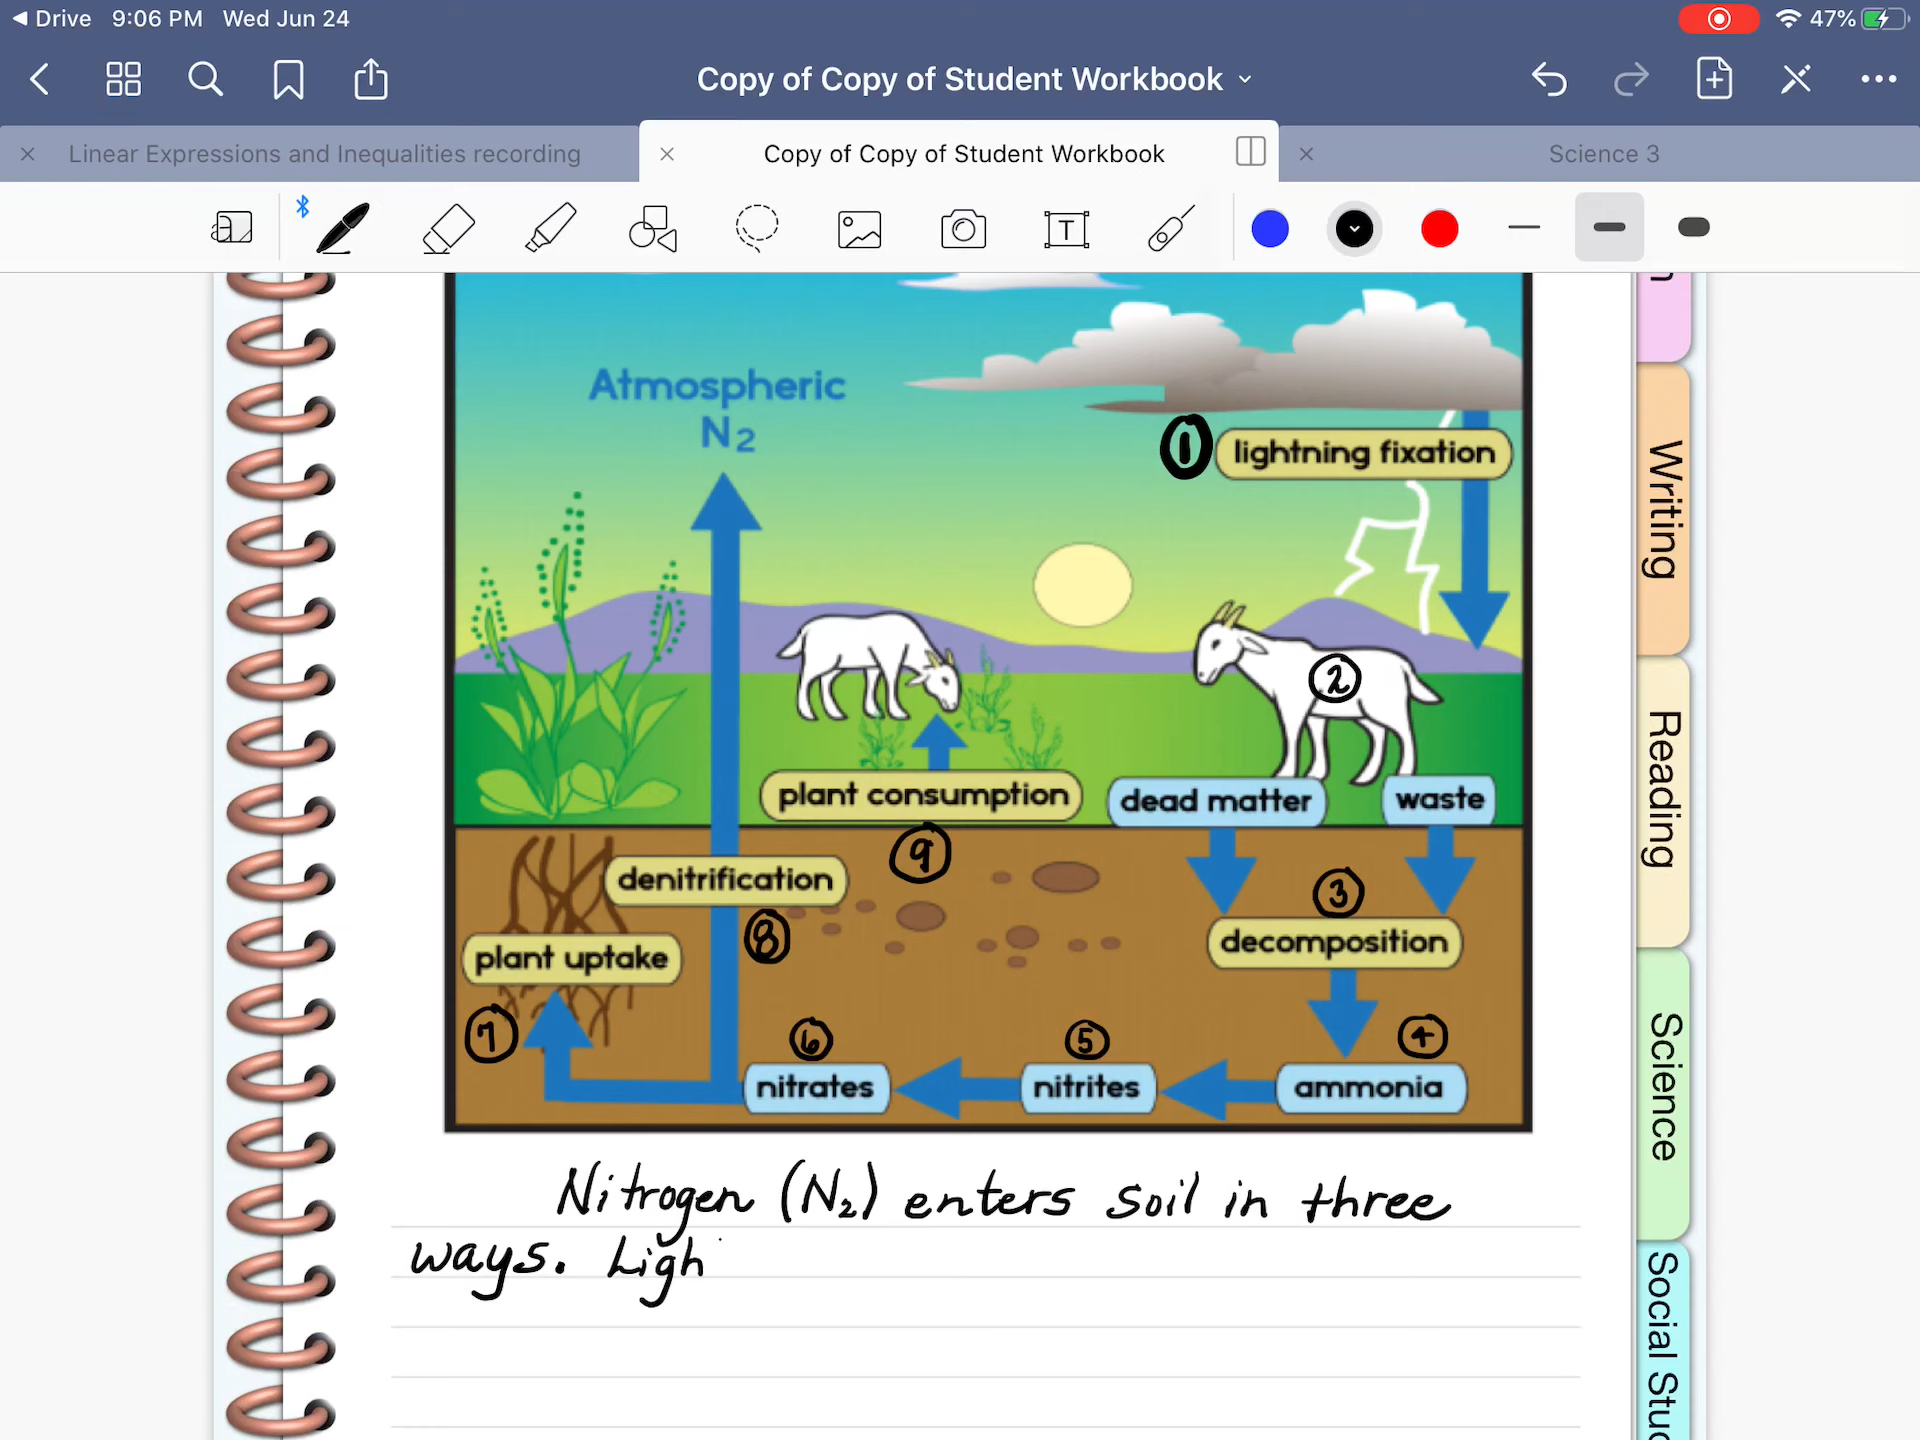 Drive 9:06 PM Wed Jun 24 47%
Copy of Copy of Student Workbook
Linear Expressions and Inequalities recording Copy of Copy of Student Workbook Science 3
T
Atmospheric
N2
① lightning fixation
②
plant consumption dead matter waste
⑨
denitrification
③
⑧
decomposition
plant uptake
⑦ ⑥ ⑤ ④
nitrates nitrites ammonia
Nitrogen (N₂) enters soil in three
ways. Ligh
Writing
Reading
Science
Social Stud